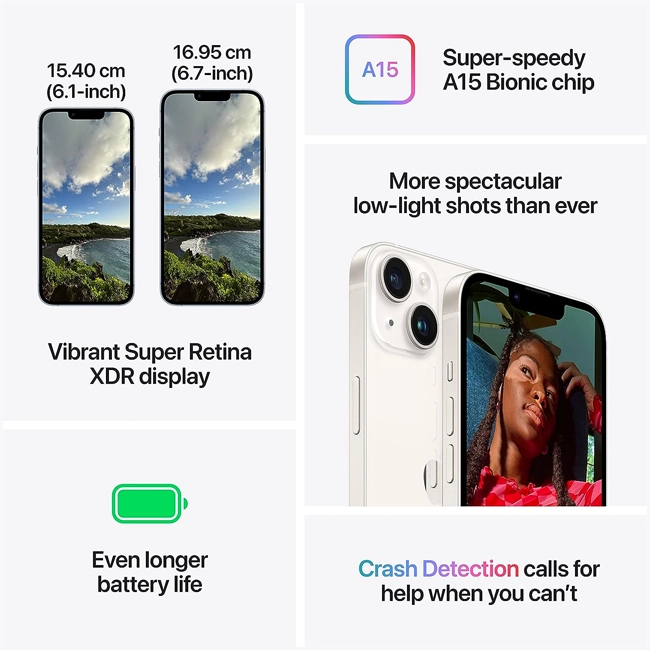 15.40 cm
(6.1-inch)
16.95 cm
(6.7-inch)
Vibrant Super Retina
XDR display
A15
Super-speedy
A15 Bionic chip
More spectacular
low-light shots than ever
Even longer
battery life
Crash Detection calls for
help when you can’t